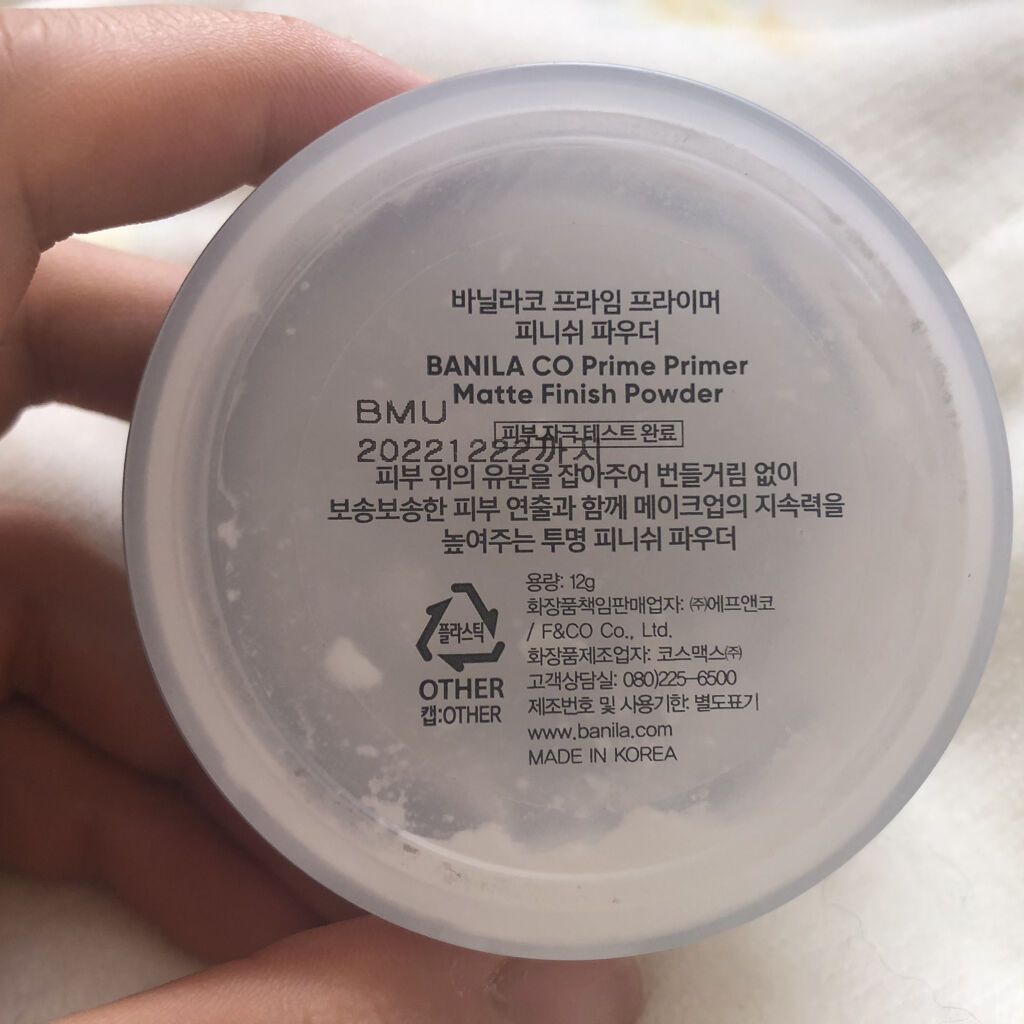 바닐라코 프라임 프라이머
피니쉬 파우더
BANILA CO Prime Primer
Matte Finish Powder
BMU
피부 자극 테스트 완료
20221222까지
피부 위의 유분을 잡아주어 번들거림 없이
보송보송한 피부 연출과 함께 메이크업의 지속력을
높여주는 투명 피니쉬 파우더
플라스틱
OTHER
캡:OTHER
용량: 12g
화장품책임판매업자: ㈜에프앤코
/ F&CO Co., Ltd.
화장품제조업자: 코스맥스㈜
고객상담실: 080)225-6500
제조번호 및 사용기한: 별도표기
www.banila.com
MADE IN KOREA